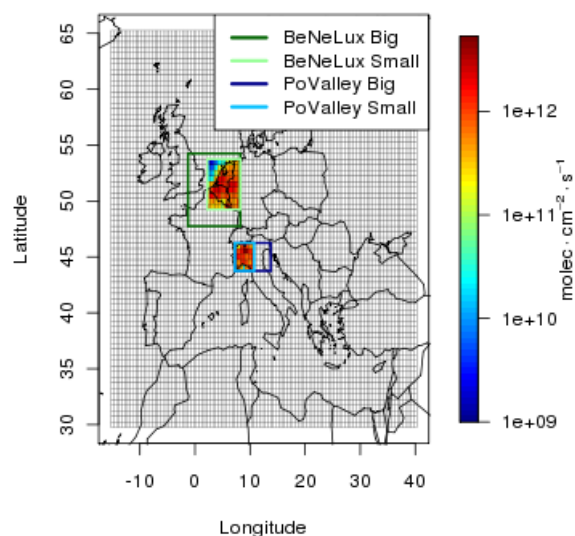 BeNeLux Big
BeNeLux Small
PoValley Big
PoValley Small
65
60
55
50
45
40
35
30
Latitude
-10 0 10 20 30 40
Longitude
1e+12
1e+11
1e+10
1e+09
molec · cm⁻² · s⁻¹